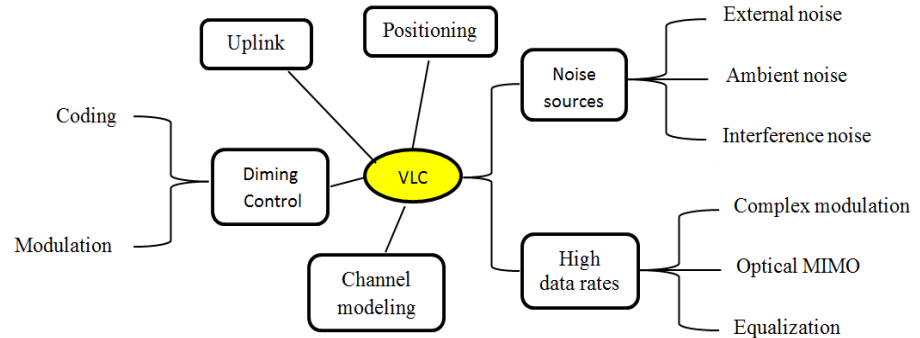 Uplink
Positioning
Coding
Modulation
Diming
Control
VLC
Channel
modeling
Noise
sources
External noise
Ambient noise
Interference noise
High
data rates
Complex modulation
Optical MIMO
Equalization